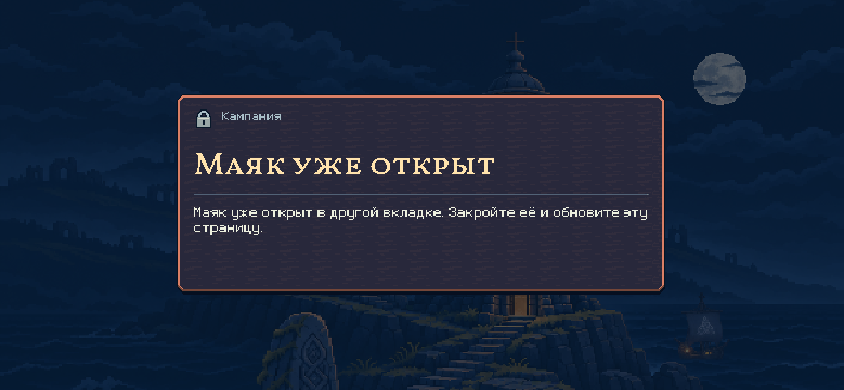 Кампания
Маяк уже открыт
Маяк уже открыт в другой вкладке. Закройте её и обновите эту
страницу.